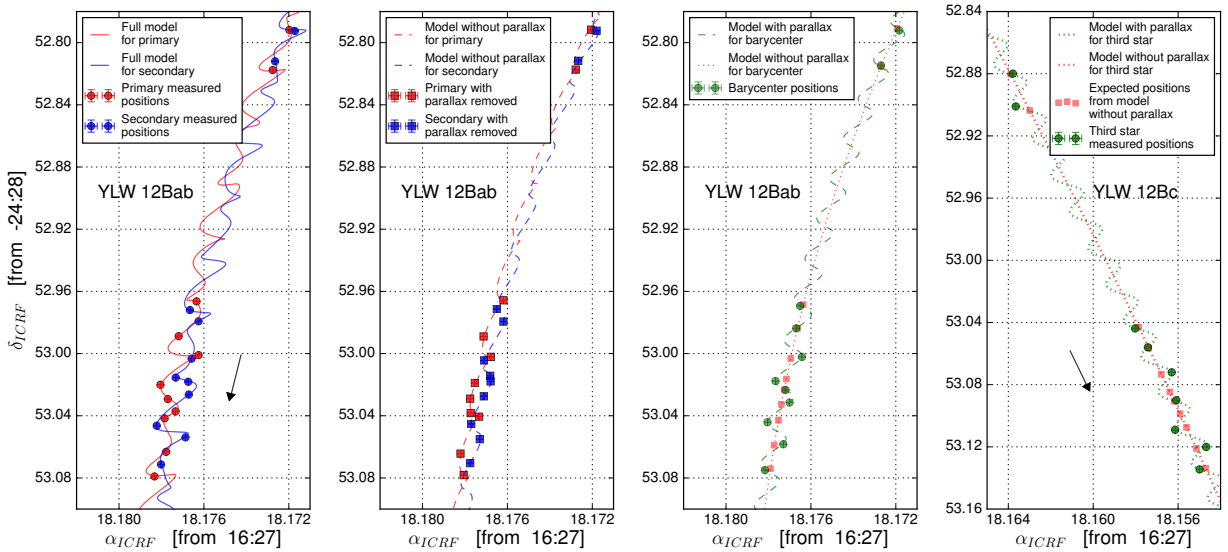 δICRF [from -24:28]
52.80
52.84
52.88
52.92
52.96
53.00
53.04
53.08
Full model
for primary
Full model
for secondary
Primary measured
positions
Secondary measured
positions
YLW 12Bab
18.180
18.176
18.172
αICRF [from 16:27]
52.80
52.84
52.88
52.92
52.96
53.00
53.04
53.08
Model without parallax
for primary
Model without parallax
for secondary
Primary with
parallax removed
Secondary with
parallax removed
YLW 12Bab
18.180
18.176
18.172
αICRF [from 16:27]
52.80
52.84
52.88
52.92
52.96
53.00
53.04
53.08
Model with parallax
for barycenter
Model without parallax
for barycenter
Barycenter positions
YLW 12Bab
18.180
18.176
18.172
αICRF [from 16:27]
52.84
52.88
52.92
52.96
53.00
53.04
53.08
53.12
53.16
Model with parallax
for third star
Model without parallax
for third star
Expected positions
from model
without parallax
Third star
measured positions
YLW 12Bc
18.164
18.160
18.156
αICRF [from 16:27]